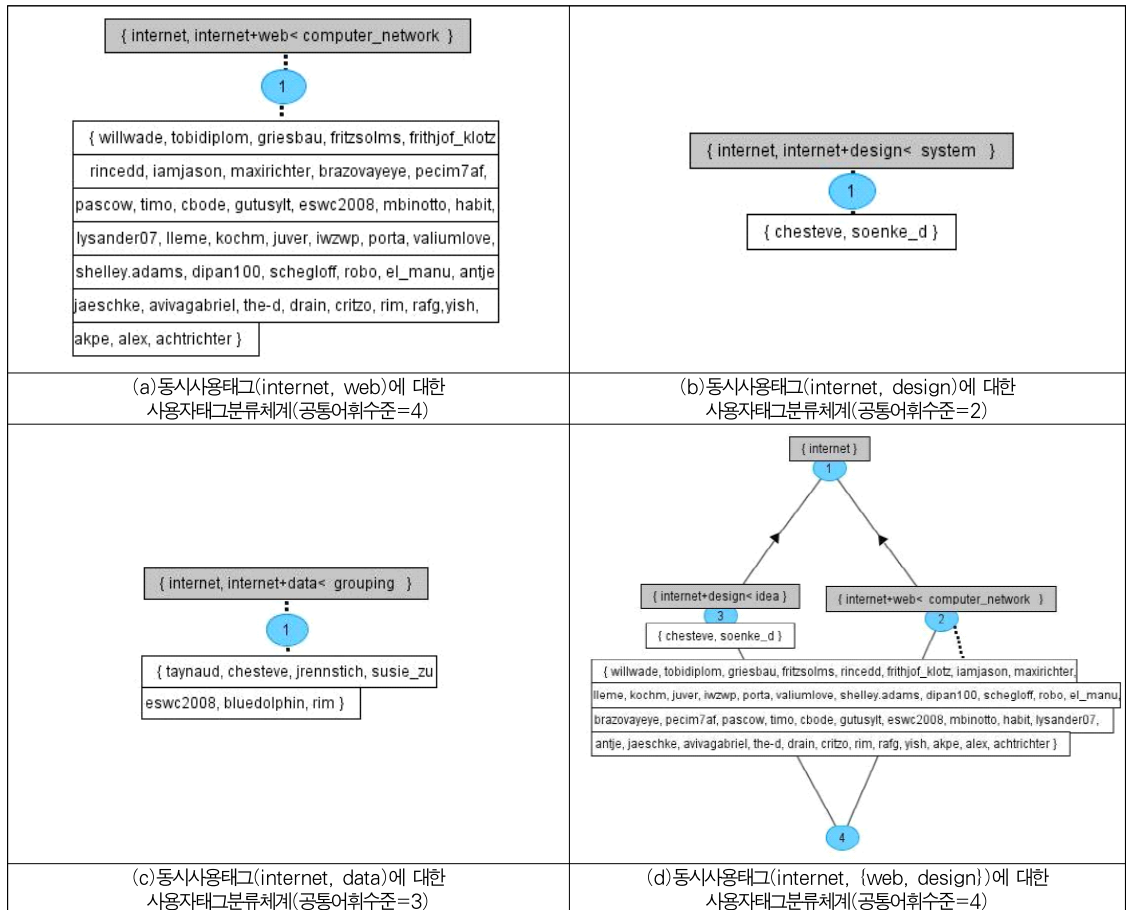 { internet, internet+web< computer_network }
1
{ willwade, tobidiplom, griesbau, fritzsolms, frithjof_klotz
rincedd, iamjason, maxirichter, brazovayeye, pecim7af,
pascow, timo, cbode, gutusylt, eswc2008, mbinotto, habit,
lysander07, lleme, kochm, juver, iwzwp, porta, valiumlove,
shelley.adams, dipan100, schegloff, robo, el_manu, antje
jaeschke, avivagabriel, the-d, drain, critzo, rim, rafg,yish,
akpe, alex, achtrichter }
(a)동시사용태그(internet, web)에 대한
사용자태그분류체계(공통어휘수준=4)
{ internet, internet+design< system }
1
{ chesteve, soenke_d }
(b)동시사용태그(internet, design)에 대한
사용자태그분류체계(공통어휘수준=2)
{ internet, internet+data< grouping }
1
{ taynaud, chesteve, jrennstich, susie_zu
eswc2008, bluedolphin, rim }
(c)동시사용태그(internet, data)에 대한
사용자태그분류체계(공통어휘수준=3)
{ internet }
1
{ internet+design< idea }
3
{ chesteve, soenke_d }
{ internet+web< computer_network }
2
{ willwade, tobidiplom, griesbau, fritzsolms, rincedd, frithjof_klotz, iamjason, maxirichter,
lleme, kochm, juver, iwzwp, porta, valiumlove, shelley.adams, dipan100, schegloff, robo, el_manu,
brazovayeye, pecim7af, pascow, timo, cbode, gutusylt, eswc2008, mbinotto, habit, lysander07,
antje, jaeschke, avivagabriel, the-d, drain, critzo, rim, rafg, yish, akpe, alex, achtrichter }
4
(d)동시사용태그(internet, {web, design})에 대한
사용자태그분류체계(공통어휘수준=4)